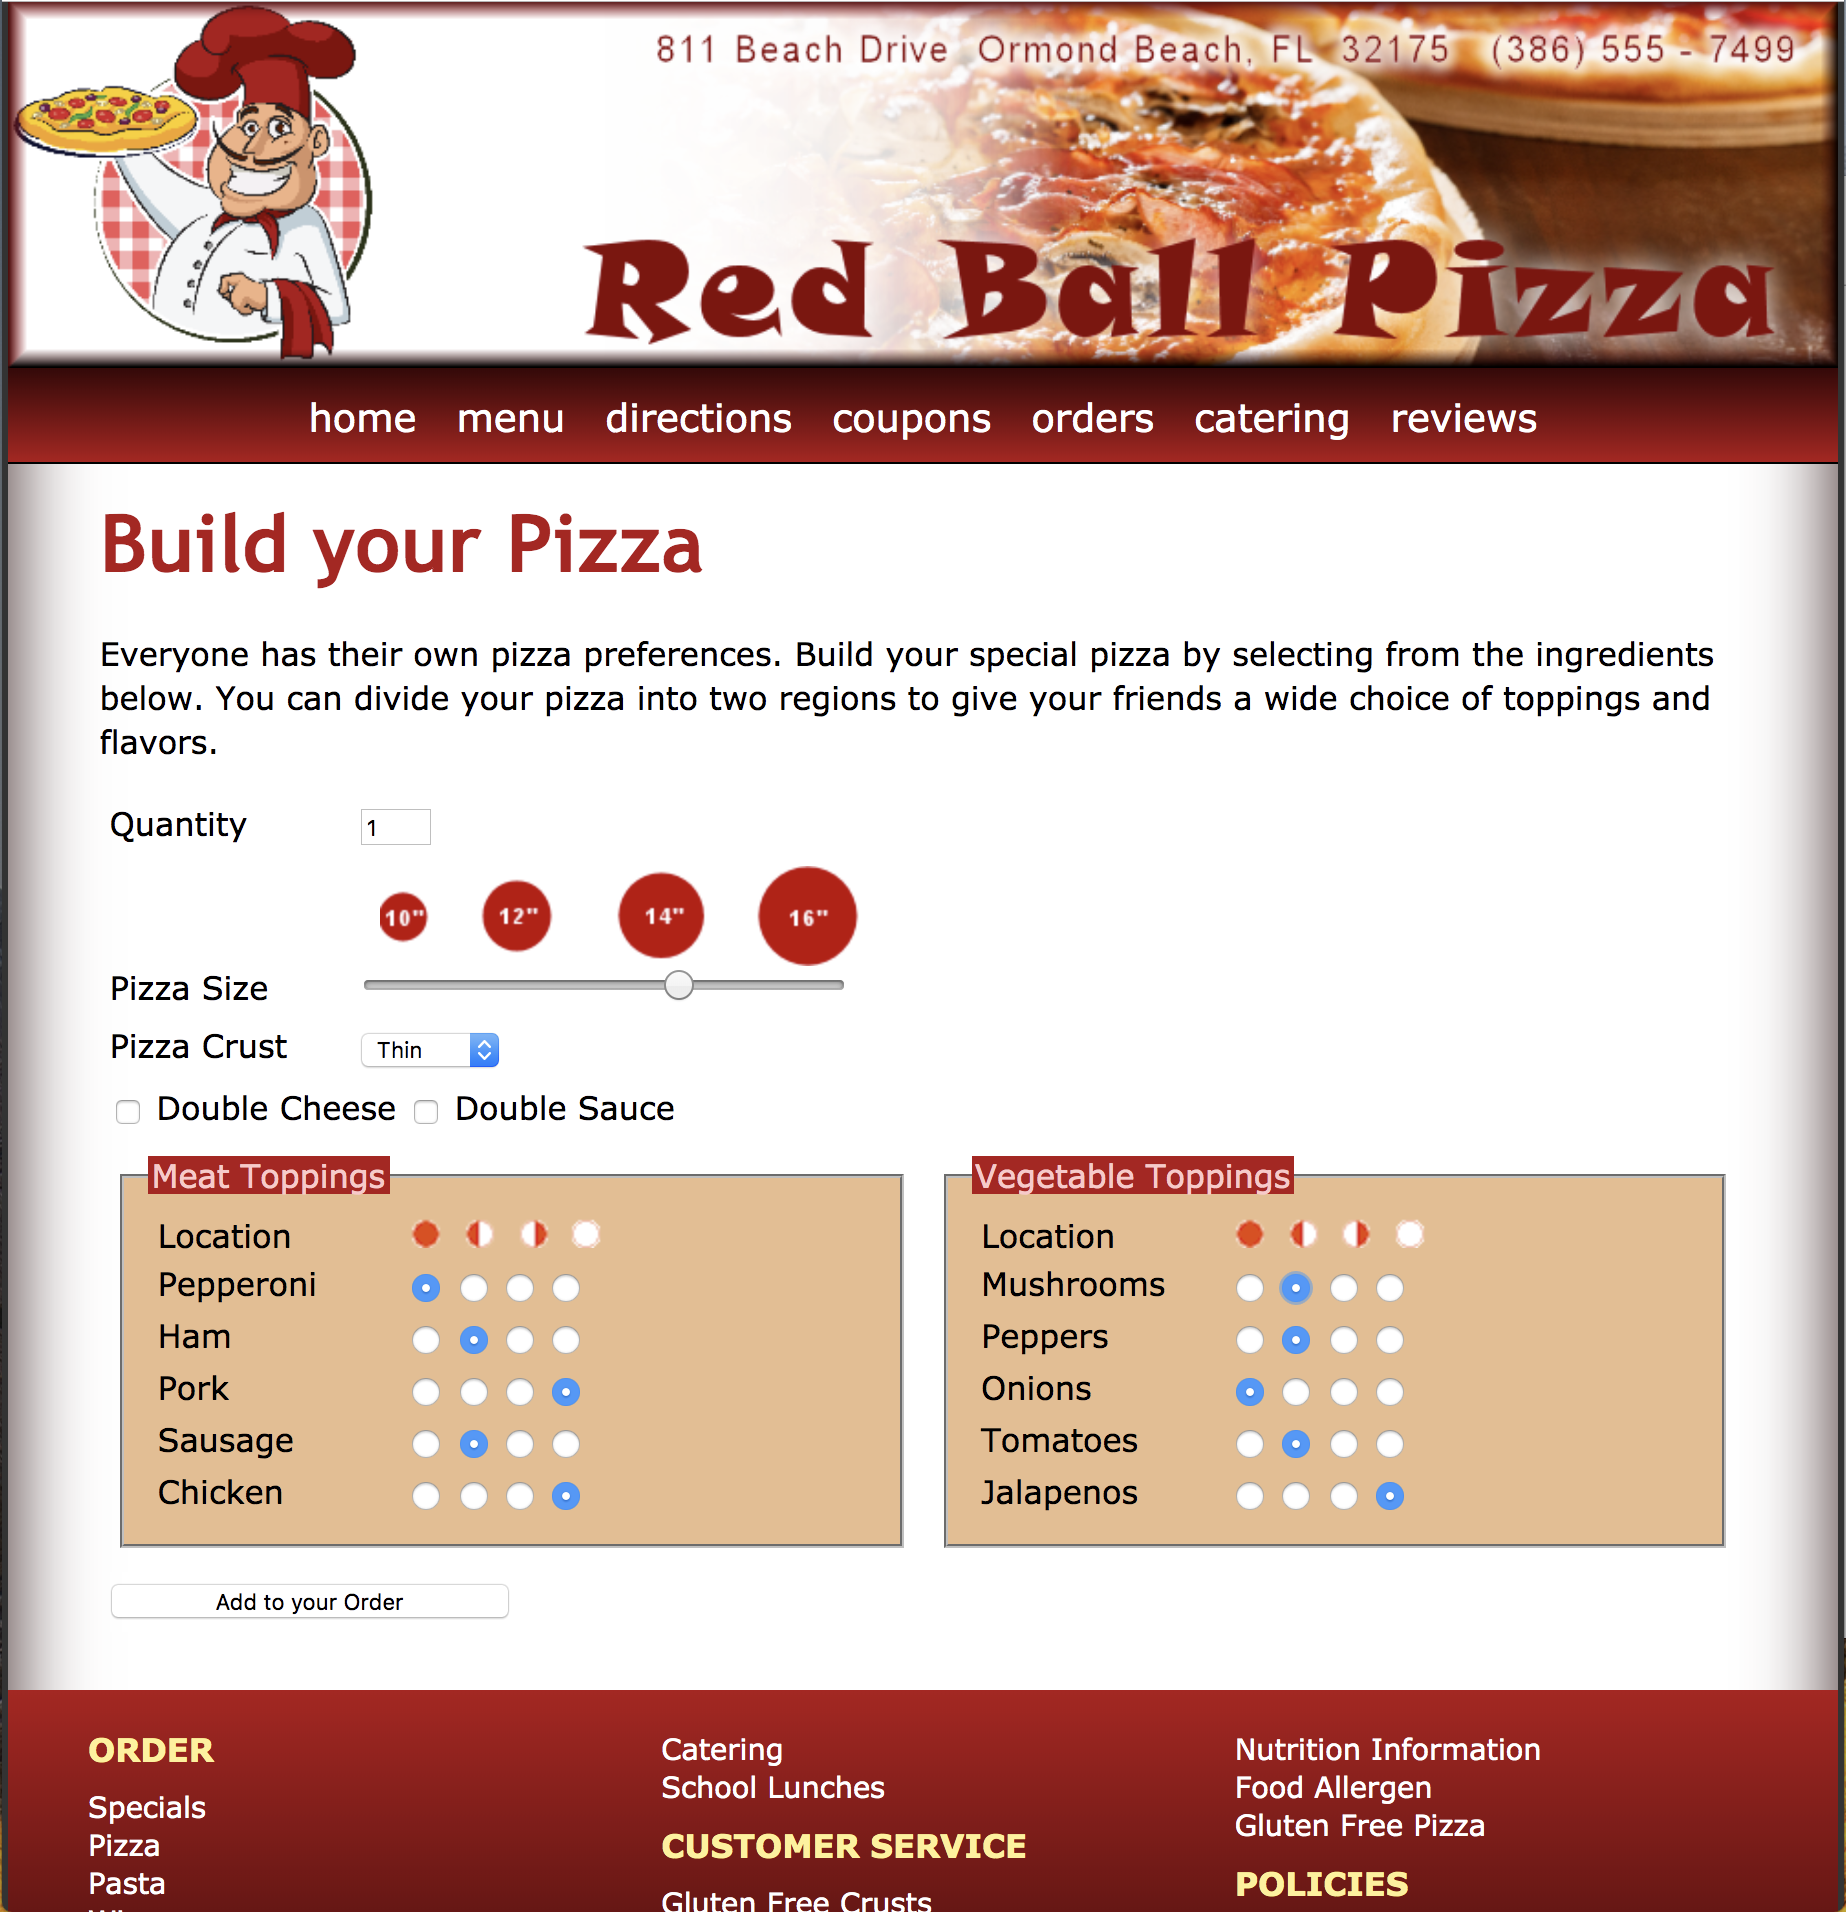 811 Beach Drive Ormond Beach, FL 32175 (386) 555 - 7499
Red Ball Pizza
home menu directions coupons orders catering reviews
Build your Pizza
Everyone has their own pizza preferences. Build your special pizza by selecting from the ingredients
below. You can divide your pizza into two regions to give your friends a wide choice of toppings and
flavors.
Quantity 1
10" 12" 14" 16"
Pizza Size
Pizza Crust Thin
Double Cheese Double Sauce
Meat Toppings
Location
Pepperoni
Ham
Pork
Sausage
Chicken
Vegetable Toppings
Location
Mushrooms
Peppers
Onions
Tomatoes
Jalapenos
Add to your Order
ORDER
Specials
Pizza
Pasta
Catering
School Lunches
CUSTOMER SERVICE
Gluten Free Crusts
Nutrition Information
Food Allergen
Gluten Free Pizza
POLICIES